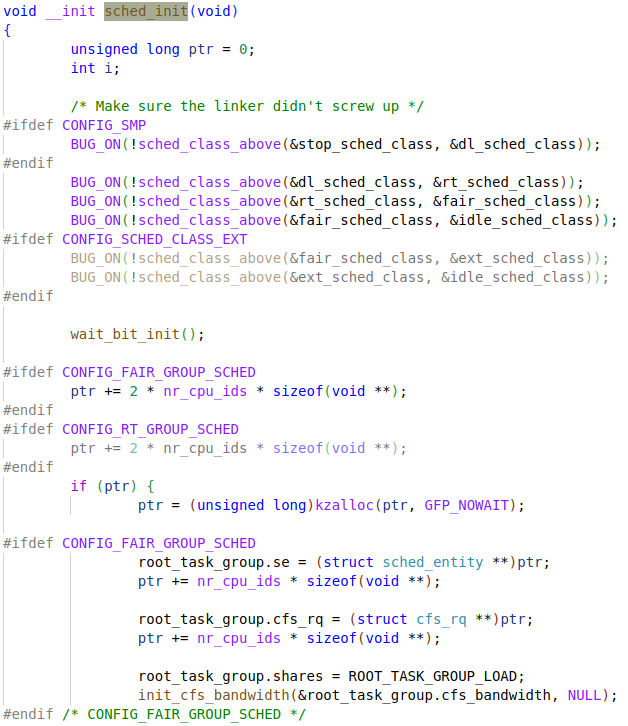 void __init sched_init(void)
{
        unsigned long ptr = 0;
        int i;

        /* Make sure the linker didn't screw up */
#ifdef CONFIG_SMP
        BUG_ON(!sched_class_above(&stop_sched_class, &dl_sched_class));
#endif
        BUG_ON(!sched_class_above(&dl_sched_class, &rt_sched_class));
        BUG_ON(!sched_class_above(&rt_sched_class, &fair_sched_class));
        BUG_ON(!sched_class_above(&fair_sched_class, &idle_sched_class));
#ifdef CONFIG_SCHED_CLASS_EXT
        BUG_ON(!sched_class_above(&fair_sched_class, &ext_sched_class));
        BUG_ON(!sched_class_above(&ext_sched_class, &idle_sched_class));
#endif

        wait_bit_init();

#ifdef CONFIG_FAIR_GROUP_SCHED
        ptr += 2 * nr_cpu_ids * sizeof(void **);
#endif
#ifdef CONFIG_RT_GROUP_SCHED
        ptr += 2 * nr_cpu_ids * sizeof(void **);
#endif
        if (ptr) {
                ptr = (unsigned long)kzalloc(ptr, GFP_NOWAIT);

#ifdef CONFIG_FAIR_GROUP_SCHED
                root_task_group.se = (struct sched_entity **)ptr;
                ptr += nr_cpu_ids * sizeof(void **);

                root_task_group.cfs_rq = (struct cfs_rq **)ptr;
                ptr += nr_cpu_ids * sizeof(void **);

                root_task_group.shares = ROOT_TASK_GROUP_LOAD;
                init_cfs_bandwidth(&root_task_group.cfs_bandwidth, NULL);
#endif /* CONFIG_FAIR_GROUP_SCHED */